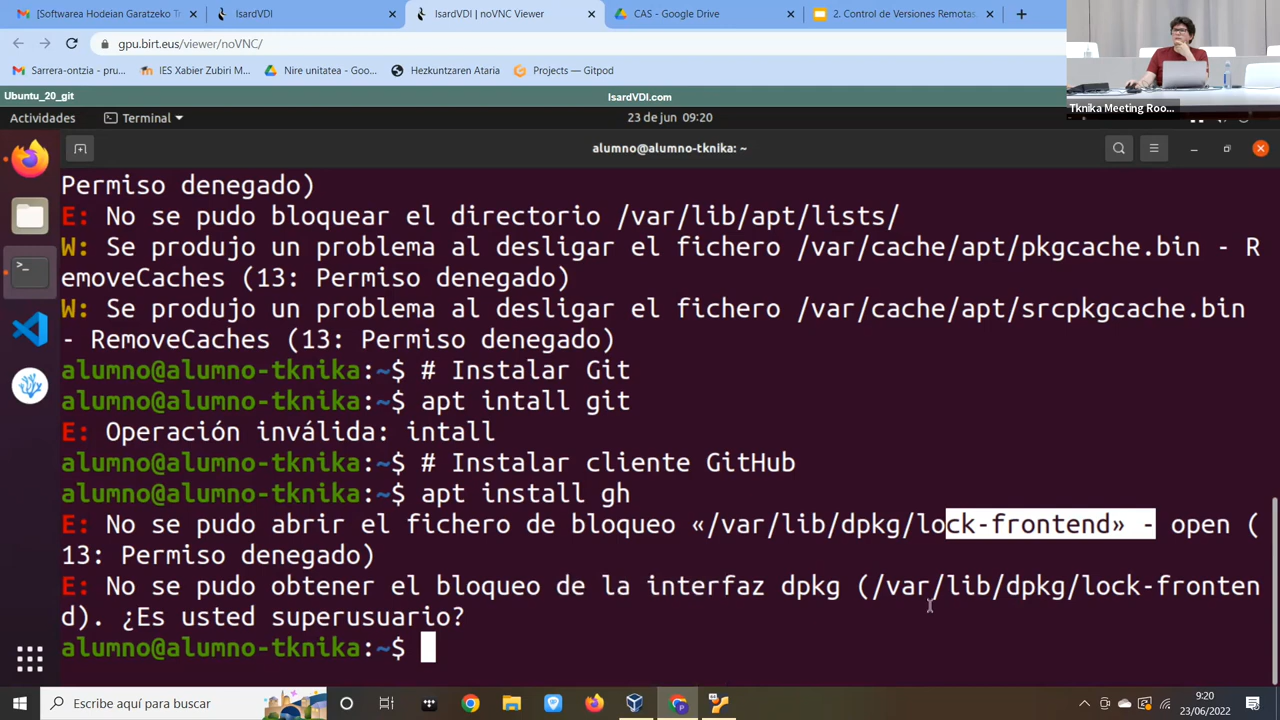 [Softwarea Hodeian Garatzeko T
IsardVDI
IsardVDI | noVNC Viewer
CAS - Google Drive
2. Control de Versiones Remotas.
gpu.birt.eus/viewer/noVNC/
Sarrera-ontzia - pru...
IES Xabier Zubiri M...
Nire unitatea - Goo...
Hezkuntzaren Ataria
Projects — Gitpod
Tknika Meeting Roo...
Ubuntu_20_git
IsardVDI.com
Actividades
Terminal
23 de jun 09:20
alumno@alumno-tknika: ~
Permiso denegado)
E: No se pudo bloquear el directorio /var/lib/apt/lists/
W: Se produjo un problema al desligar el fichero /var/cache/apt/pkgcache.bin - R
emoveCaches (13: Permiso denegado)
W: Se produjo un problema al desligar el fichero /var/cache/apt/srcpkgcache.bin
- RemoveCaches (13: Permiso denegado)
alumno@alumno-tknika:~$ # Instalar Git
alumno@alumno-tknika:~$ apt intall git
E: Operación inválida: intall
alumno@alumno-tknika:~$ # Instalar cliente GitHub
alumno@alumno-tknika:~$ apt install gh
E: No se pudo abrir el fichero de bloqueo «/var/lib/dpkg/lock-frontend» - open (
13: Permiso denegado)
E: No se pudo obtener el bloqueo de la interfaz dpkg (/var/lib/dpkg/lock-fronten
d). ¿Es usted superusuario?
alumno@alumno-tknika:~$
Escribe aquí para buscar
9:20
23/06/2022